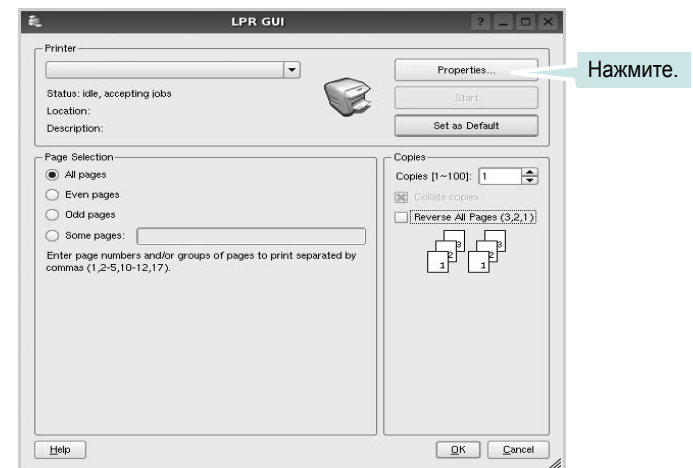 LPR GUI
Printer
Properties...
Нажмите.
Status: idle, accepting jobs
Start
Location:
Description:
Set as Default
Page Selection
Copies
All pages
Copies [1~100]: 1
Even pages
Collate copies
Odd pages
Reverse All Pages (3,2,1)
Some pages:
Enter page numbers and/or groups of pages to print separated by
commas (1,2-5,10-12,17).
3 3
2 2
1 1
Help
OK
Cancel